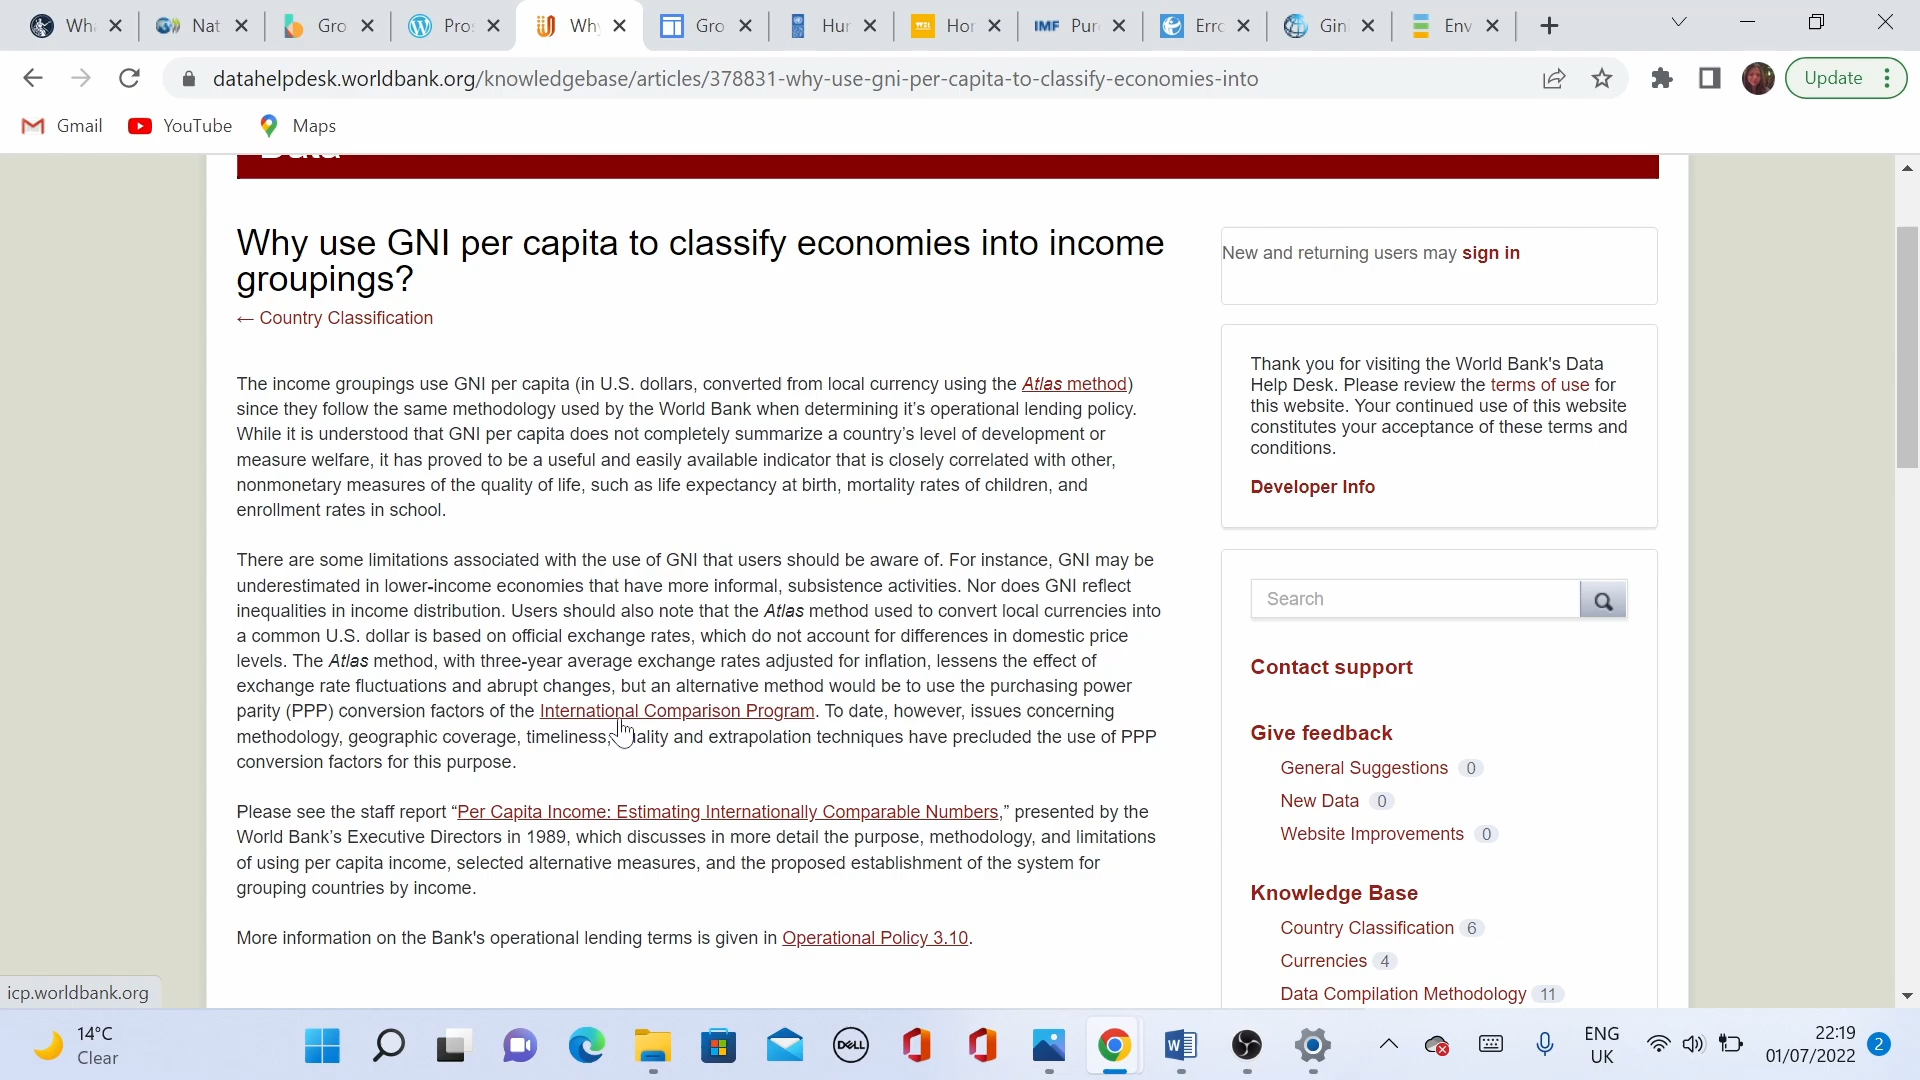 Wha
Nat
Gro
Pro
Why
Gro
Hur
Hor
IMF Pur
Erro
Gin
Env
datahelpdesk.worldbank.org/knowledgebase/articles/378831-why-use-gni-per-capita-to-classify-economies-into
Update
Gmail
YouTube
Maps
Why use GNI per capita to classify economies into income
groupings?
← Country Classification
The income groupings use GNI per capita (in U.S. dollars, converted from local currency using the Atlas method)
since they follow the same methodology used by the World Bank when determining it's operational lending policy.
While it is understood that GNI per capita does not completely summarize a country's level of development or
measure welfare, it has proved to be a useful and easily available indicator that is closely correlated with other,
nonmonetary measures of the quality of life, such as life expectancy at birth, mortality rates of children, and
enrollment rates in school.
There are some limitations associated with the use of GNI that users should be aware of. For instance, GNI may be
underestimated in lower-income economies that have more informal, subsistence activities. Nor does GNI reflect
inequalities in income distribution. Users should also note that the Atlas method used to convert local currencies into
a common U.S. dollar is based on official exchange rates, which do not account for differences in domestic price
levels. The Atlas method, with three-year average exchange rates adjusted for inflation, lessens the effect of
exchange rate fluctuations and abrupt changes, but an alternative method would be to use the purchasing power
parity (PPP) conversion factors of the International Comparison Program. To date, however, issues concerning
methodology, geographic coverage, timeliness, ality and extrapolation techniques have precluded the use of PPP
conversion factors for this purpose.
Please see the staff report “Per Capita Income: Estimating Internationally Comparable Numbers,” presented by the
World Bank's Executive Directors in 1989, which discusses in more detail the purpose, methodology, and limitations
of using per capita income, selected alternative measures, and the proposed establishment of the system for
grouping countries by income.
More information on the Bank's operational lending terms is given in Operational Policy 3.10.
New and returning users may sign in
Thank you for visiting the World Bank's Data
Help Desk. Please review the terms of use for
this website. Your continued use of this website
constitutes your acceptance of these terms and
conditions.
Developer Info
Search
Contact support
Give feedback
General Suggestions 0
New Data 0
Website Improvements 0
Knowledge Base
Country Classification 6
Currencies 4
Data Compilation Methodology 11
icp.worldbank.org
14°C
Clear
DELL
ENG
UK
22:19
01/07/2022
2